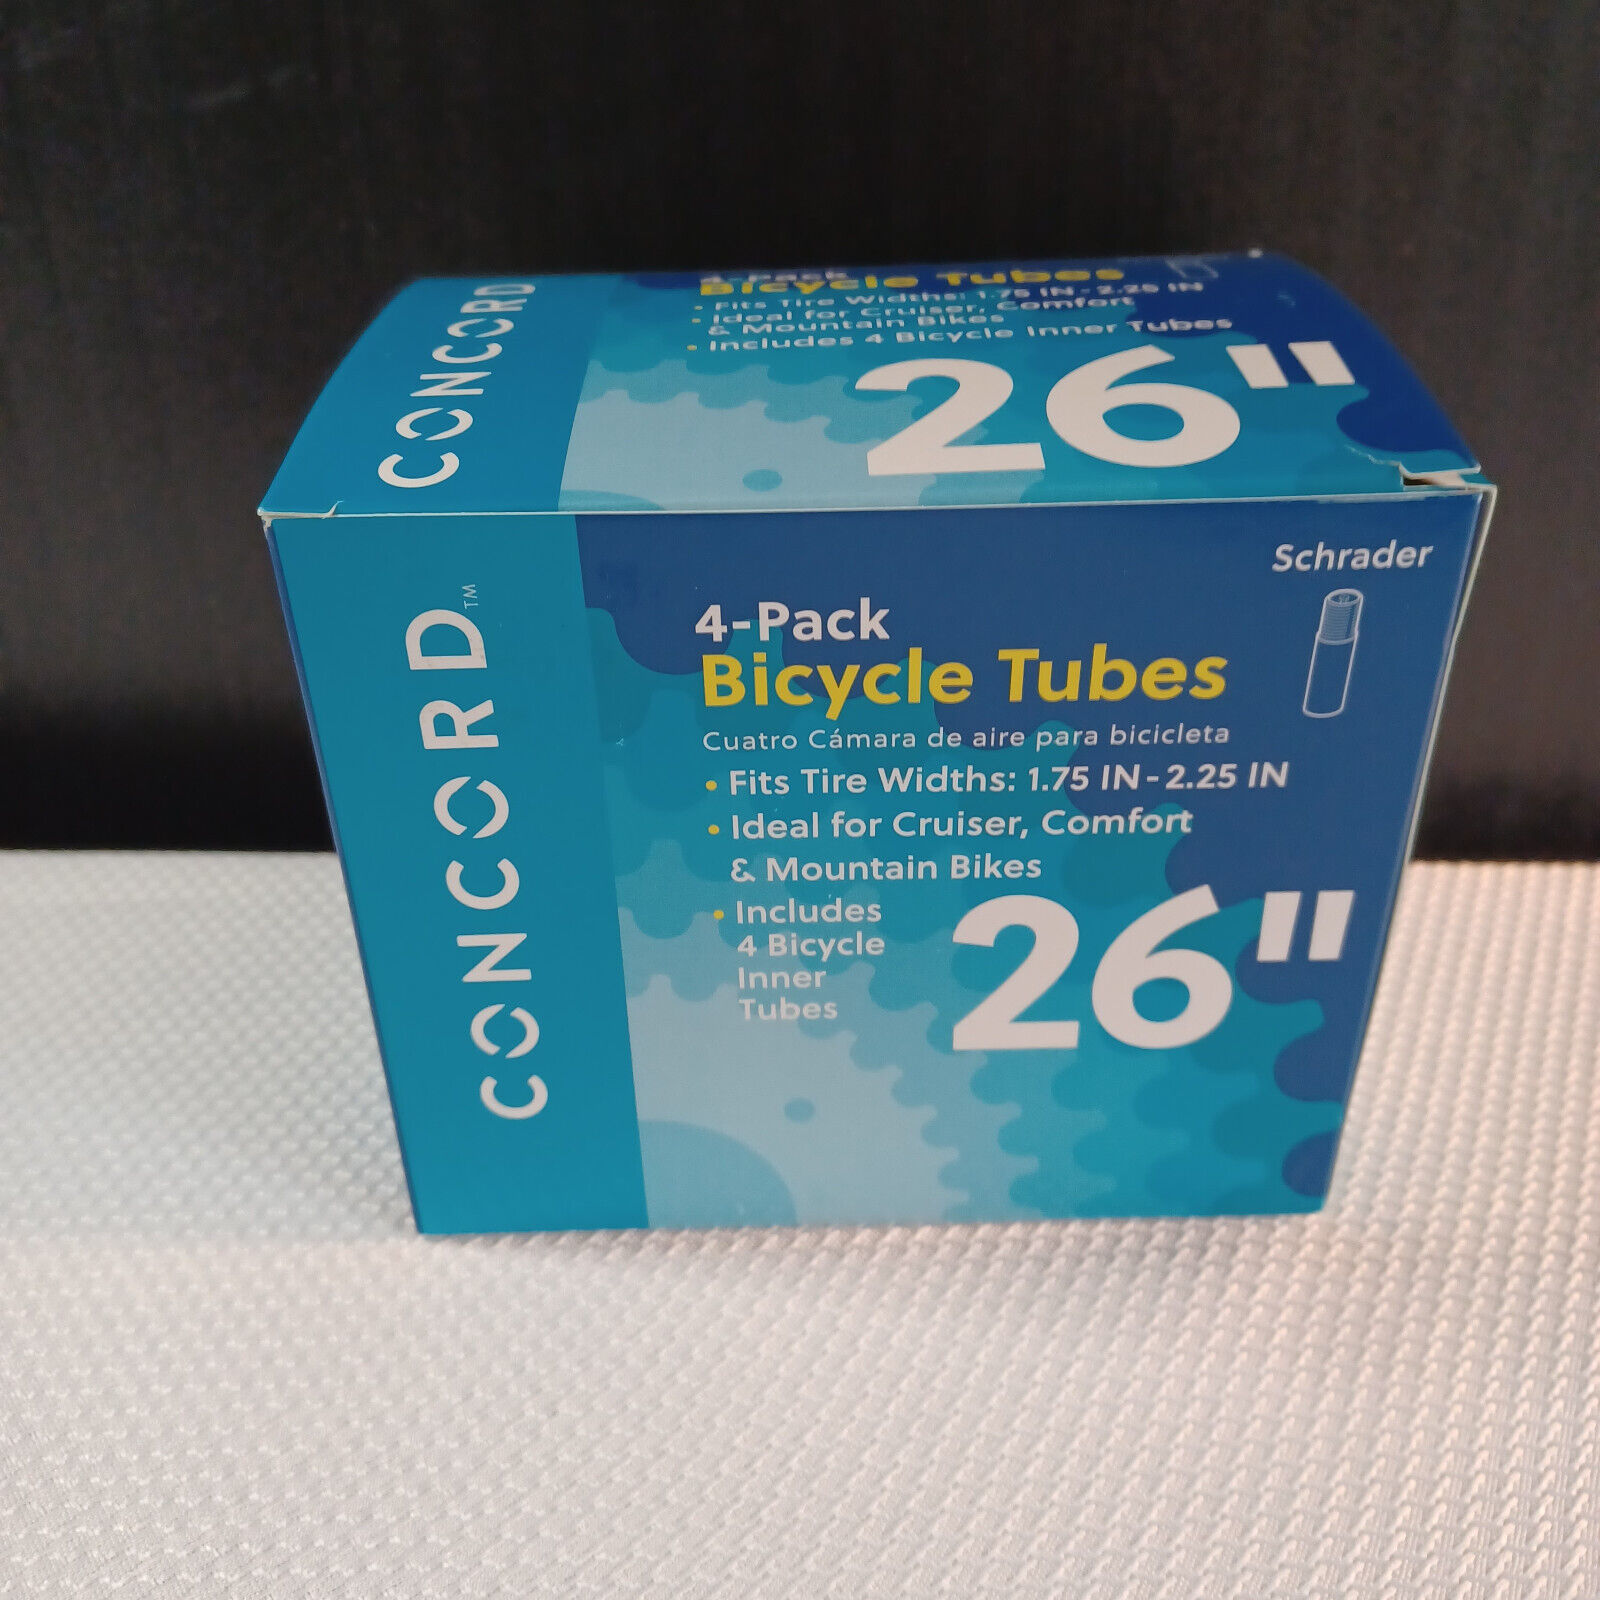 CONCORD
4-Pack
Bicycle Tubes
• Fits Tire Widths: 1.75 IN - 2.25 IN
• Ideal for Cruiser, Comfort
& Mountain Bikes
• Includes 4 Bicycle Inner Tubes
26"
CONCORD™
Schrader
4-Pack
Bicycle Tubes
Cuatro Cámara de aire para bicicleta
• Fits Tire Widths: 1.75 IN - 2.25 IN
• Ideal for Cruiser, Comfort
& Mountain Bikes
• Includes
4 Bicycle
Inner
Tubes
26"